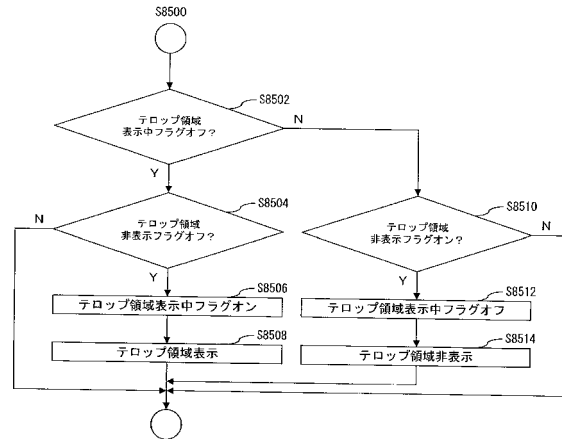 S8500
S8502
テロップ領域
表示中フラグオフ？
N
Y
S8504
テロップ領域
非表示フラグオフ？
N
Y
S8510
テロップ領域
非表示フラグオン？
N
Y
S8506
テロップ領域表示中フラグオン
S8512
テロップ領域表示中フラグオフ
S8508
テロップ領域表示
S8514
テロップ領域非表示